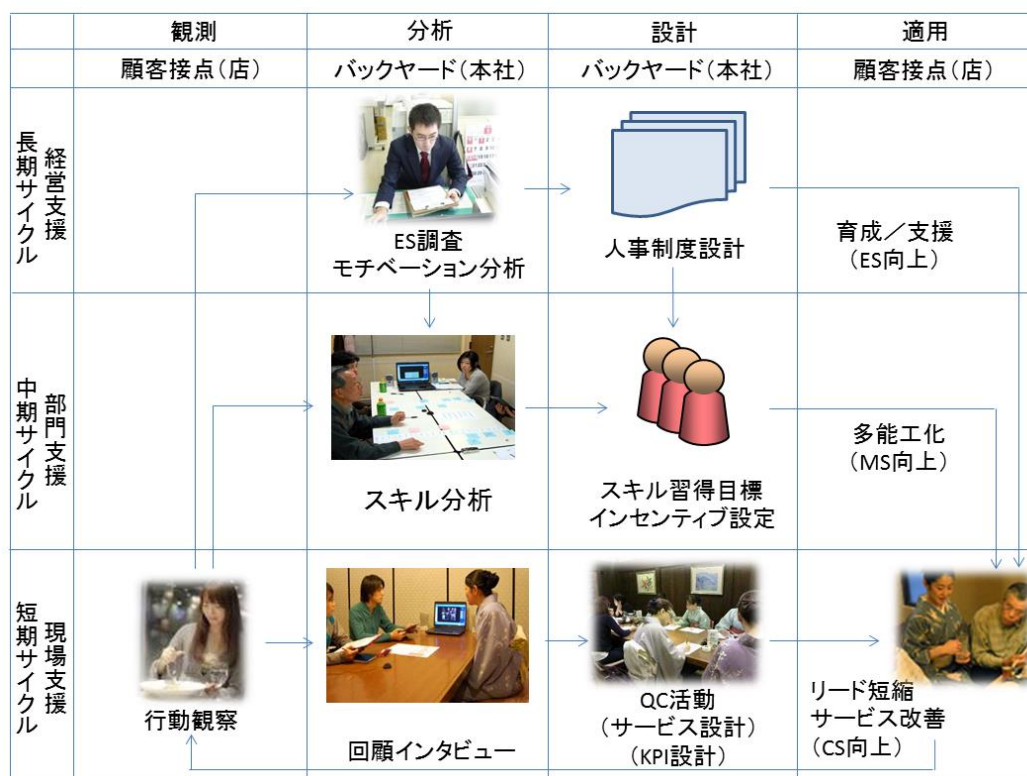 観測
分析
設計
適用
顧客接点(店)
バックヤード(本社)
バックヤード(本社)
顧客接点(店)
経営支援
長期サイクル
ES調査
モチベーション分析
人事制度設計
育成／支援
(ES向上)
部門支援
中期サイクル
スキル分析
スキル習得目標
インセンティブ設定
多能工化
(MS向上)
現場支援
短期サイクル
行動観察
回顧インタビュー
QC活動
(サービス設計)
(KPI設計)
リード短縮
サービス改善
(CS向上)